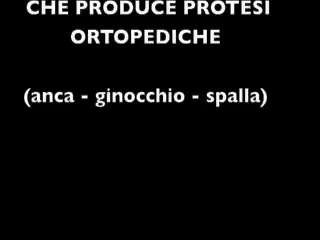 CHE PRODUCE PROTESI
ORTOPEDICHE
(anca - ginocchio - spalla)